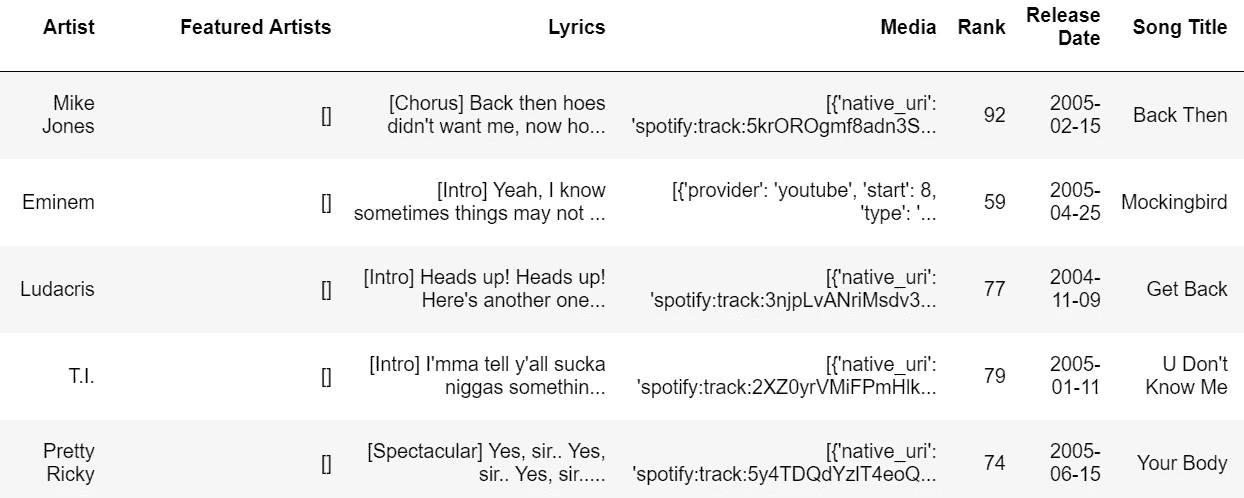 Artist Featured Artists Lyrics Media Rank Release Date Song Title
Mike Jones [] [Chorus] Back then hoes didn't want me, now ho... [{'native_uri': 'spotify:track:5krOROgmf8adn3S... 92 2005-02-15 Back Then
Eminem [] [Intro] Yeah, I know sometimes things may not ... [{'provider': 'youtube', 'start': 8, 'type': '... 59 2005-04-25 Mockingbird
Ludacris [] [Intro] Heads up! Heads up! Here's another one... [{'native_uri': 'spotify:track:3njpLvANriMsdv3... 77 2004-11-09 Get Back
T.I. [] [Intro] I'mma tell y'all sucka niggas somethin... [{'native_uri': 'spotify:track:2XZ0yrVMiFPmHlk... 79 2005-01-11 U Don't Know Me
Pretty Ricky [] [Spectacular] Yes, sir.. Yes, sir.. Yes, sir..... [{'native_uri': 'spotify:track:5y4TDQdYzIT4eoQ... 74 2005-06-15 Your Body